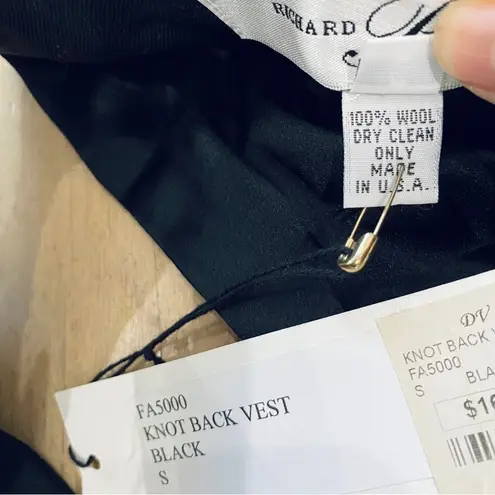 RICHARD
100% WOOL
DRY CLEAN
ONLY
MADE
IN U.S.A.
FA5000
KNOT BACK VEST
BLACK
S
DV
KNOT BACK
FA5000
S BLA
$16